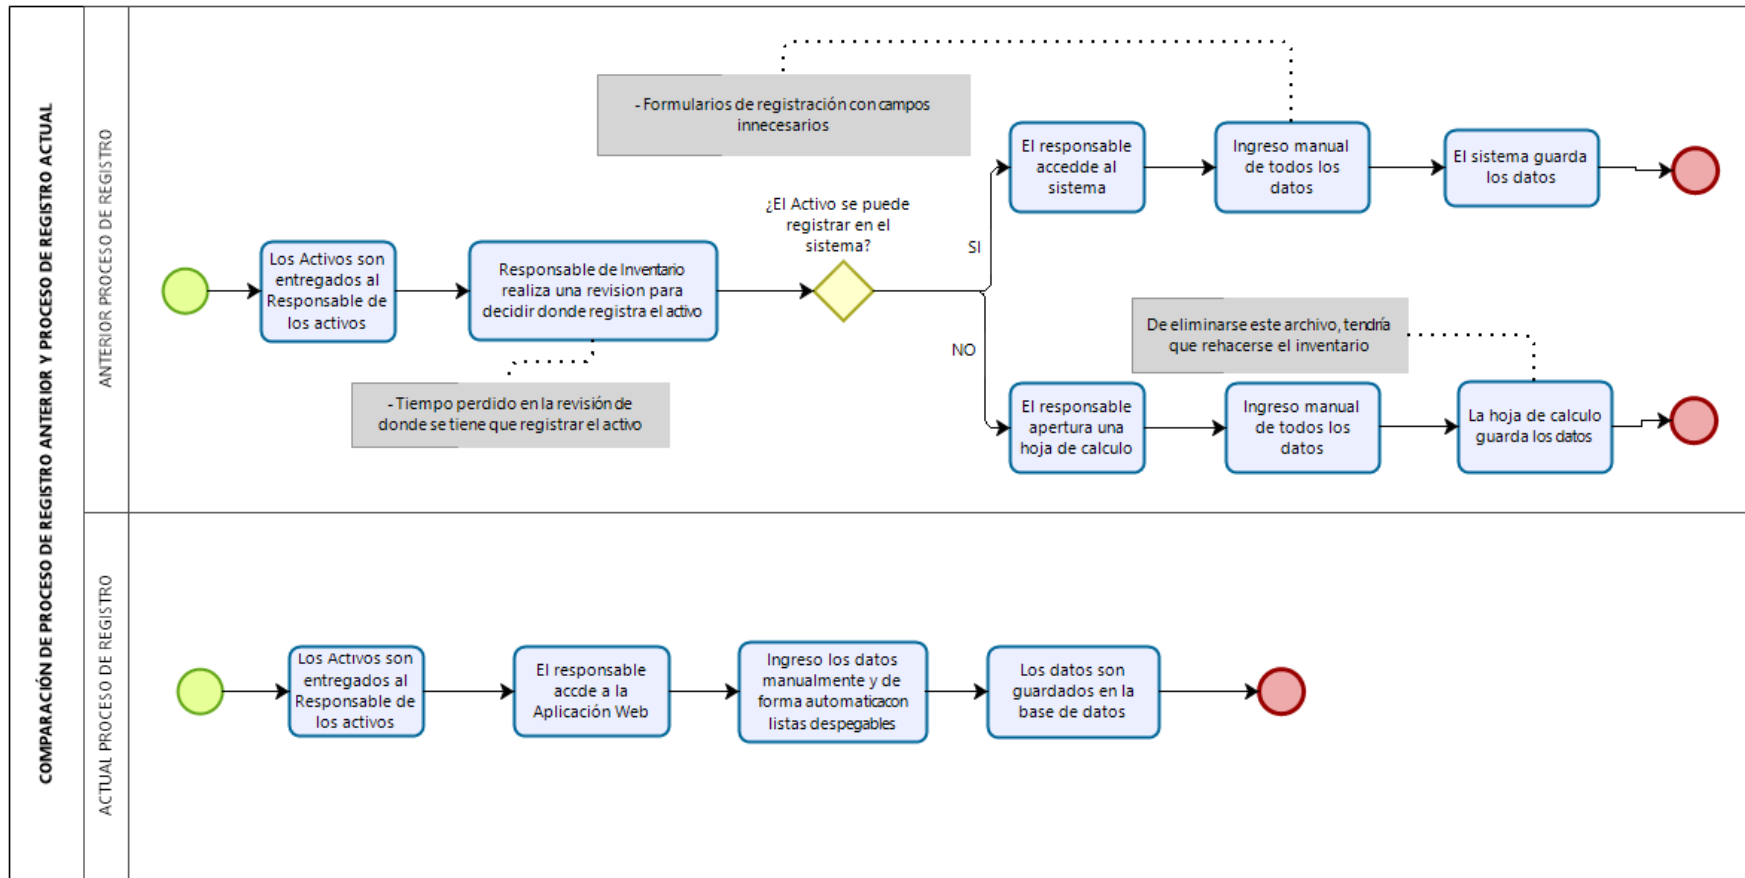 COMPARACIÓN DE PROCESO DE REGISTRO ANTERIOR Y PROCESO DE REGISTRO ACTUAL
ANTERIOR PROCESO DE REGISTRO
- Formularios de registración con campos
innecesarios
El responsable
accedde al
sistema
Ingreso manual
de todos los
datos
El sistema guarda
los datos
¿El Activo se puede
registrar en el
sistema?
SI
Los Activos son
entregados al
Responsable de
los activos
Responsable de Inventario
realiza una revision para
decidir donde registra el activo
NO
De eliminarse este archivo, tendría
que rehacerse el inventario
- Tiempo perdido en la revisión de
donde se tiene que registrar el activo
El responsable
apertura una
hoja de calculo
Ingreso manual
de todos los
datos
La hoja de calculo
guarda los datos
ACTUAL PROCESO DE REGISTRO
Los Activos son
entregados al
Responsable de
los activos
El responsable
accde a la
Aplicación Web
Ingreso los datos
manualmente y de
forma automaticacon
listas despegables
Los datos son
guardados en la
base de datos